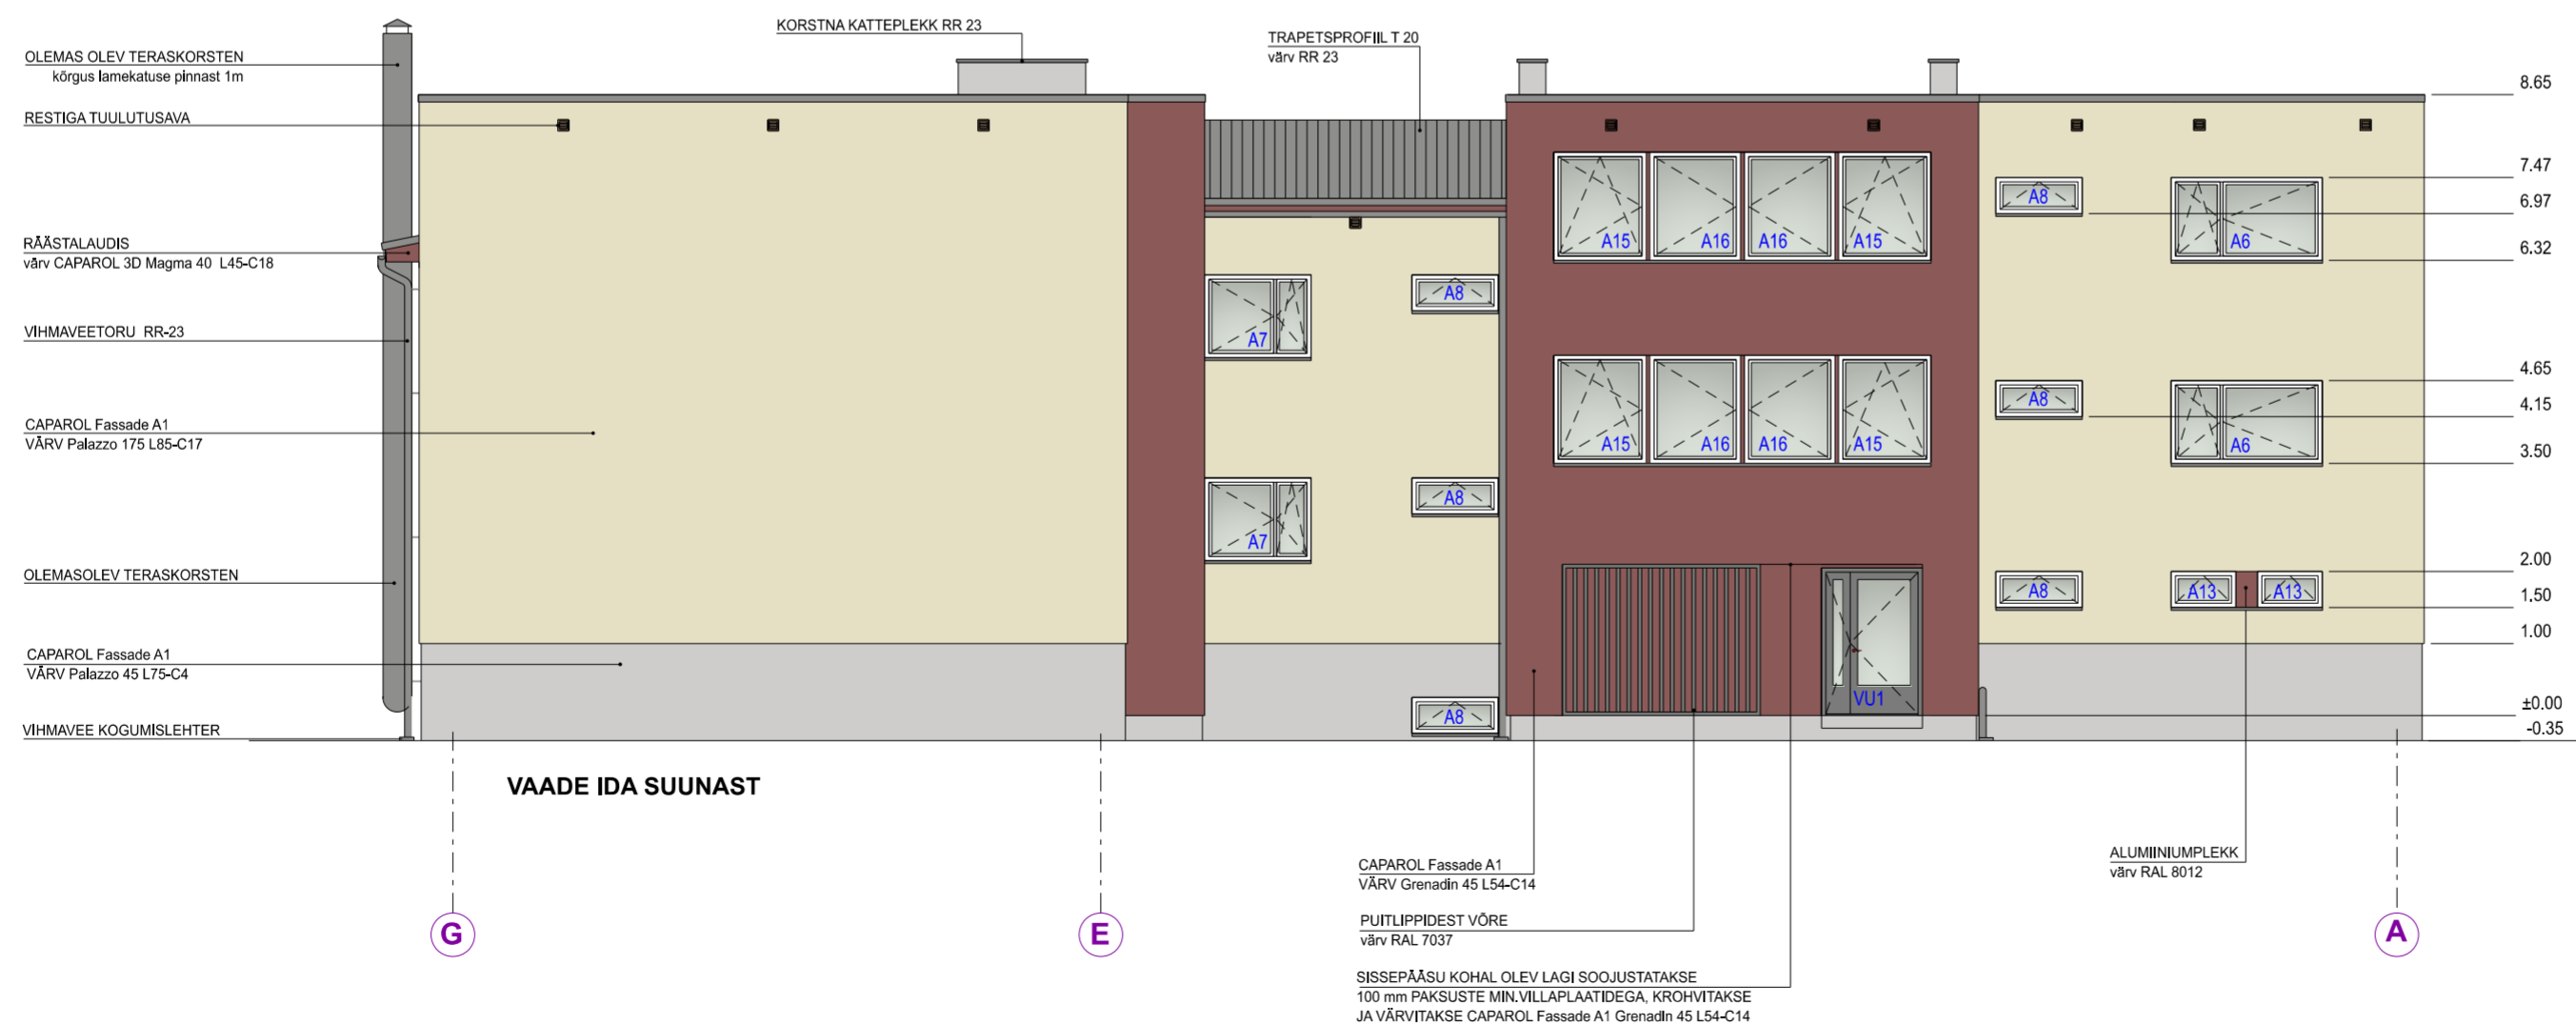 KORSTNA KATTEPLEKK RR 23
TRAPETSPROFIIL T 20
värv RR 23
OLEMAS OLEV TERASKORSTEN
kõrgus lamekatuse pinnast 1m
RESTIGA TUULUTUSAVA
RÄÄSTALAUDIS
värv CAPAROL 3D Magma 40 L45-C18
VIHMAVEETORU RR-23
CAPAROL Fassade A1
VÄRV Palazzo 175 L85-C17
OLEMASOLEV TERASKORSTEN
CAPAROL Fassade A1
VÄRV Palazzo 45 L75-C4
VIHMAVEE KOGUMISLEHTER
A7
A7
A8
A8
A8
A15 A16 A16 A15
A15 A16 A16 A15
VU1
A8 A6
A8 A6
A8 A13 A13
8.65
7.47
6.97
6.32
4.65
4.15
3.50
2.00
1.50
1.00
±0.00
-0.35
VAADE IDA SUUNAST
CAPAROL Fassade A1
VÄRV Grenadin 45 L54-C14
PUITLIPPIDEST VÕRE
värv RAL 7037
SISSEPÄÄSU KOHAL OLEV LAGI SOOJUSTATAKSE
100 mm PAKSUSTE MIN.VILLAPLAATIDEGA, KROHVITAKSE
JA VÄRVITAKSE CAPAROL Fassade A1 Grenadin 45 L54-C14
ALUMIINIUMPLEKK
värv RAL 8012
G
E
A